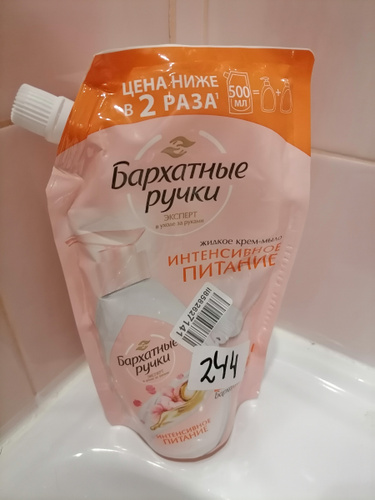 ЦЕНА НИЖЕ
В 2 РАЗА
500
МЛ
Бархатные
ручки
ЭКСПЕРТ
в уходе за руками
жидкое крем-мыло
ИНТЕНСИВНОЕ
ПИТАНИЕ
Бархатные
ручки
ЭКСПЕРТ
244
ИНТЕНСИВНОЕ
ПИТАНИЕ